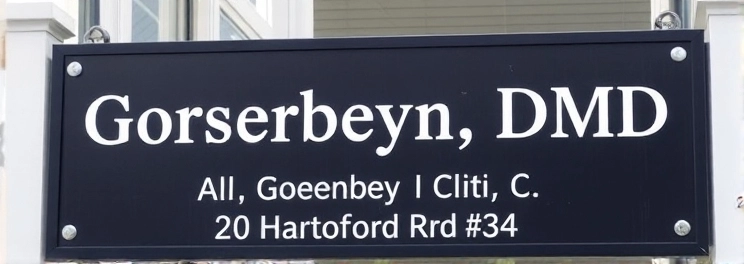 Gorserbeyn, DMD
All, Goeenbey I Cliti, C.
20 Hartoford Rrd #34